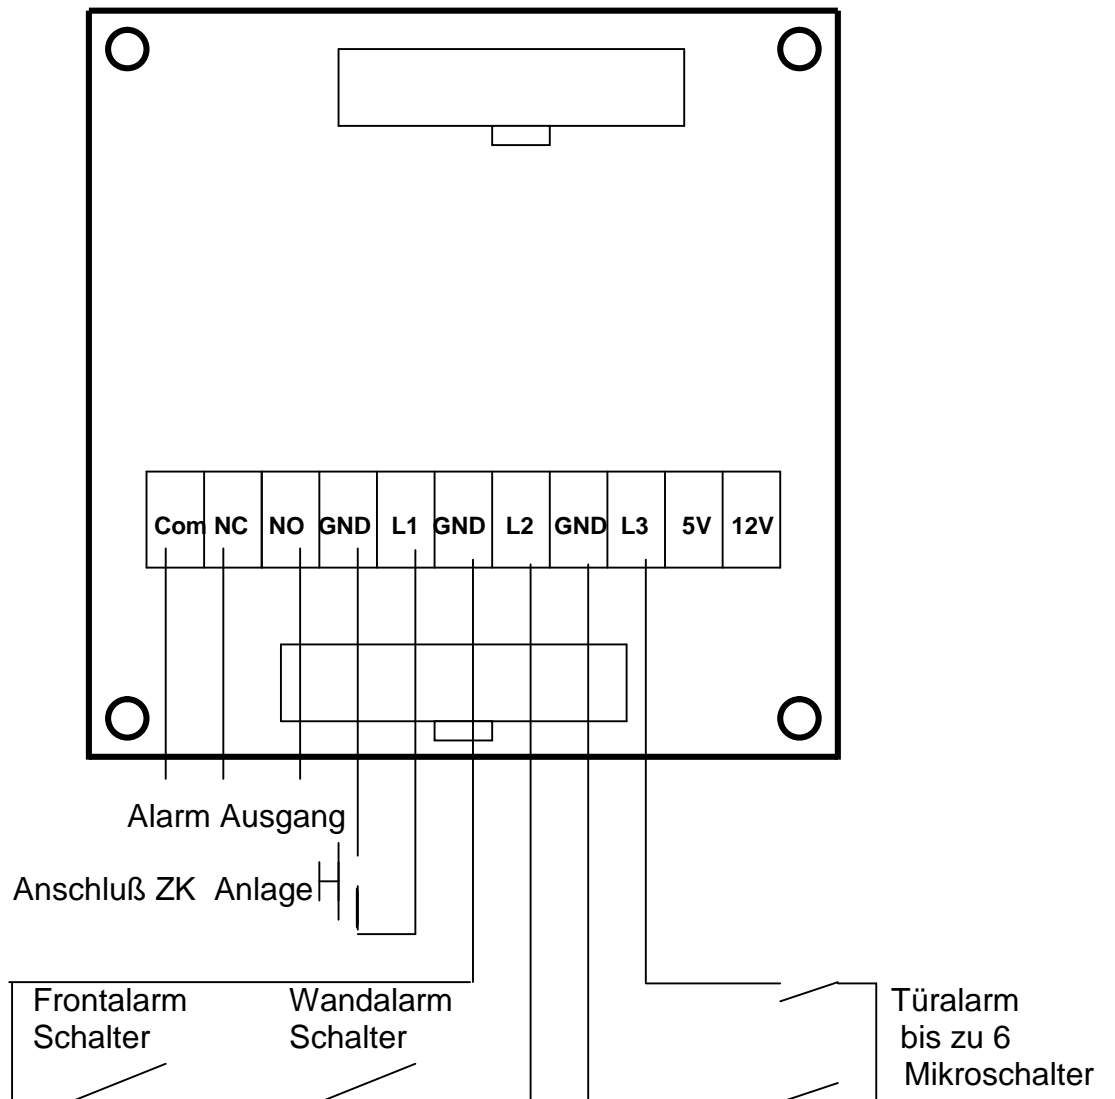 Com NC NO GND L1 GND L2 GND L3 5V 12V
Alarm Ausgang
Anschluß ZK Anlage
Frontalarm
Schalter
Wandalarm
Schalter
Türalarm
bis zu 6
Mikroschalter